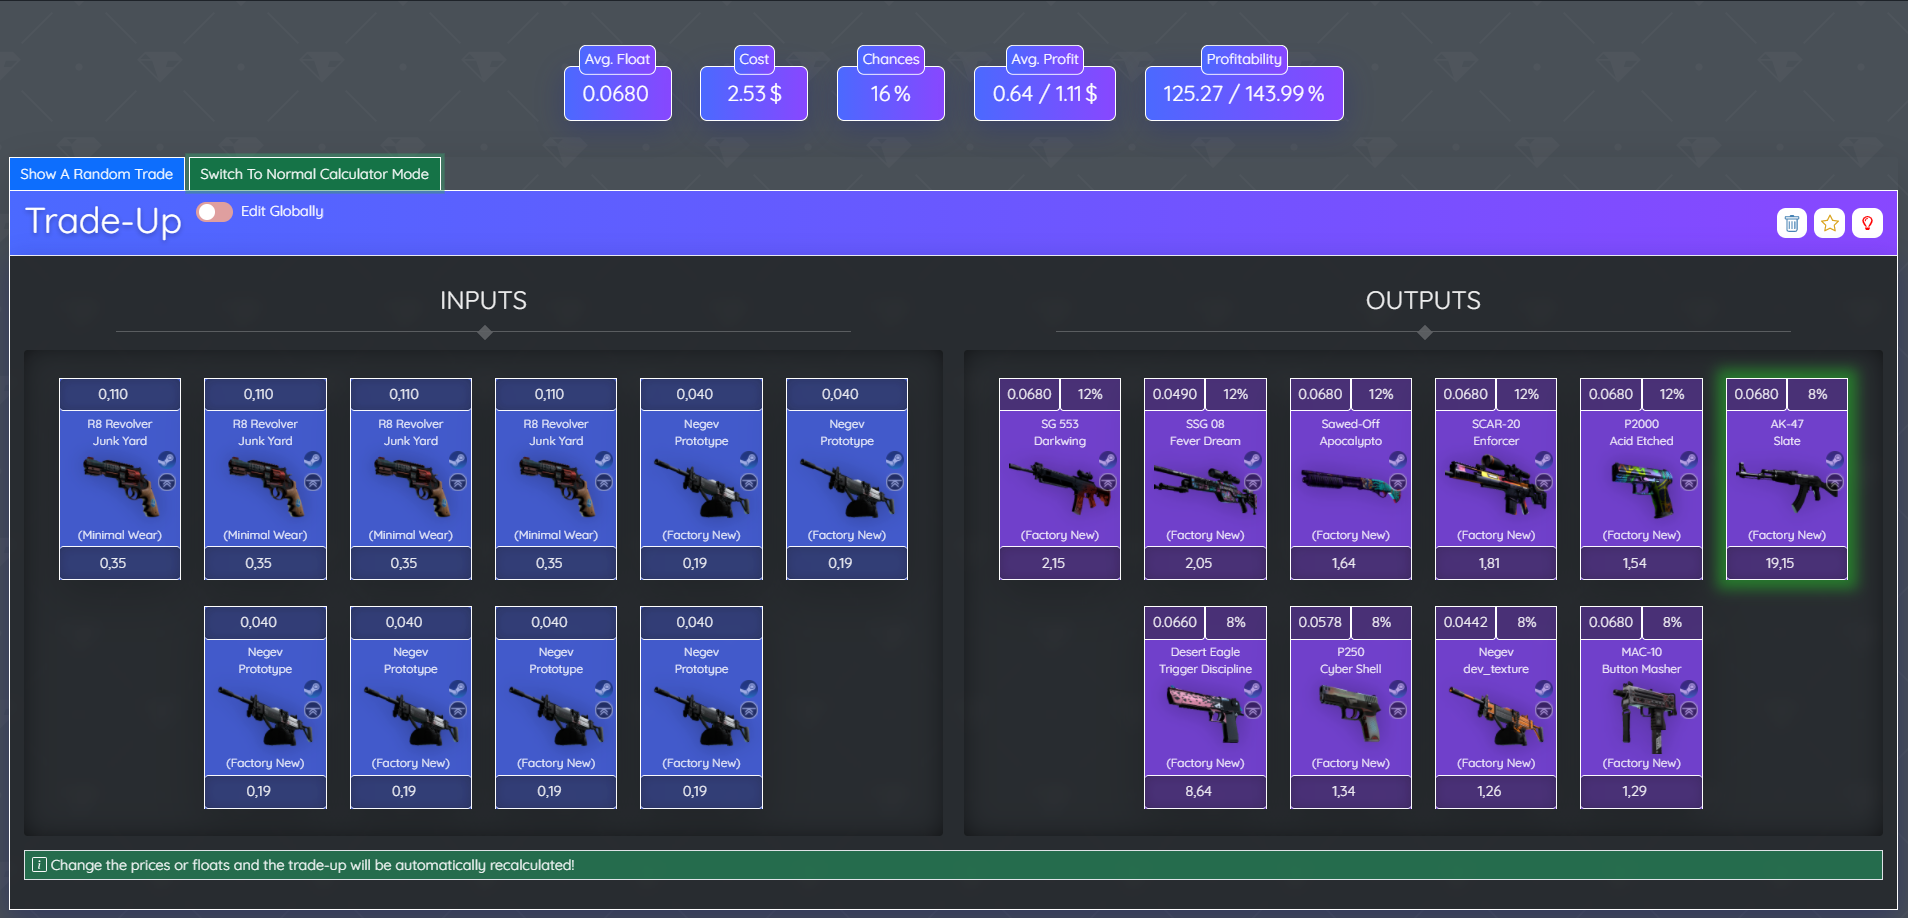 Avg. Float
0.0680
Cost
2.53 $
Chances
16 %
Avg. Profit
0.64 / 1.11 $
Profitability
125.27 / 143.99 %
Show A Random Trade
Switch To Normal Calculator Mode
Trade-Up
Edit Globally
INPUTS
0,110
R8 Revolver
Junk Yard
(Minimal Wear)
0,35
0,110
R8 Revolver
Junk Yard
(Minimal Wear)
0,35
0,110
R8 Revolver
Junk Yard
(Minimal Wear)
0,35
0,110
R8 Revolver
Junk Yard
(Minimal Wear)
0,35
0,040
Negev
Prototype
(Factory New)
0,19
0,040
Negev
Prototype
(Factory New)
0,19
0,040
Negev
Prototype
(Factory New)
0,19
0,040
Negev
Prototype
(Factory New)
0,19
0,040
Negev
Prototype
(Factory New)
0,19
0,040
Negev
Prototype
(Factory New)
0,19
OUTPUTS
0.0680 12%
SG 553
Darkwing
(Factory New)
2,15
0.0490 12%
SSG 08
Fever Dream
(Factory New)
2,05
0.0680 12%
Sawed-Off
Apocalypto
(Factory New)
1,64
0.0680 12%
SCAR-20
Enforcer
(Factory New)
1,81
0.0680 12%
P2000
Acid Etched
(Factory New)
1,54
0.0680 8%
AK-47
Slate
(Factory New)
19,15
0.0660 8%
Desert Eagle
Trigger Discipline
(Factory New)
8,64
0.0578 8%
P250
Cyber Shell
(Factory New)
1,34
0.0442 8%
Negev
dev_texture
(Factory New)
1,26
0.0680 8%
MAC-10
Button Masher
(Factory New)
1,29
Change the prices or floats and the trade-up will be automatically recalculated!